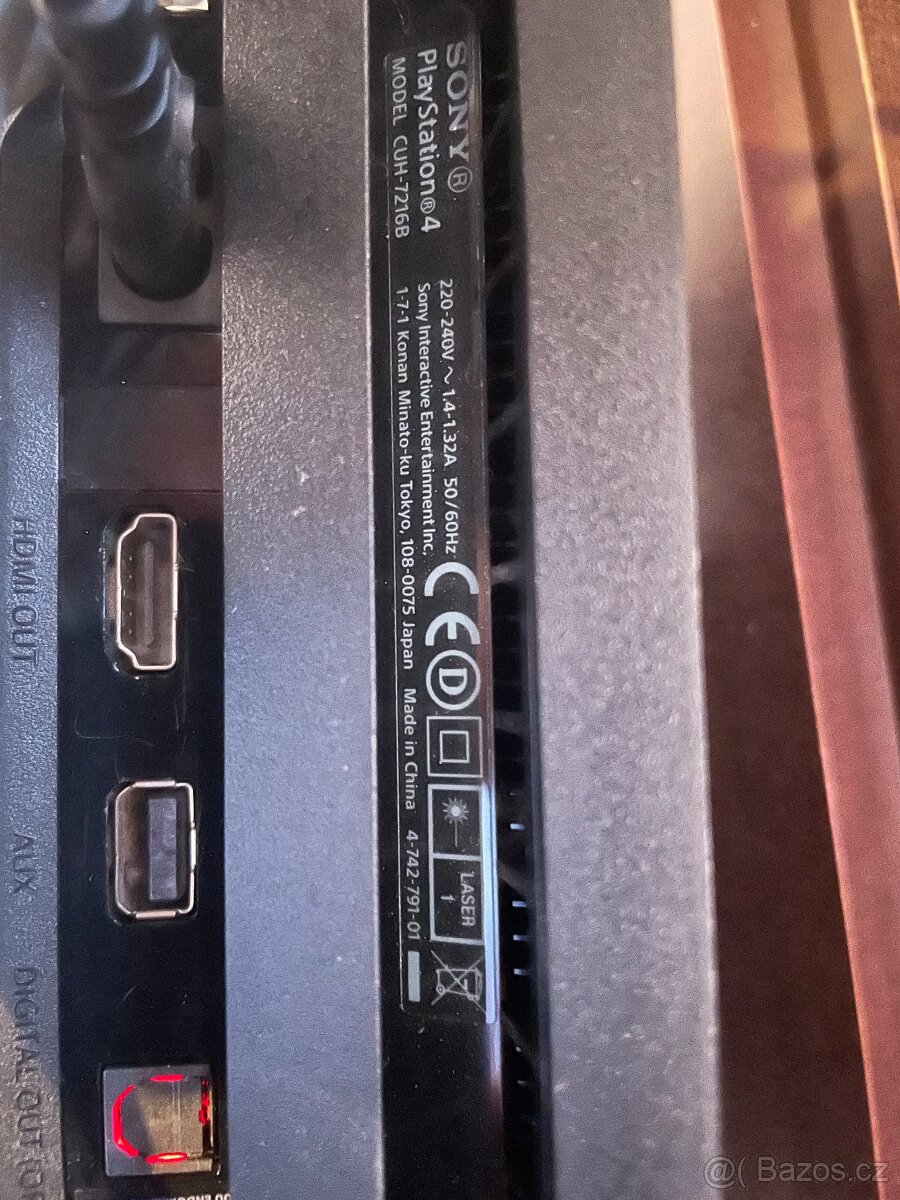 SONY®
PlayStation®4
MODEL CUH-7216B
220-240V ~ 1.4-1.32A 50/60Hz
Sony Interactive Entertainment Inc.
1-7-1 Konan Minato-ku Tokyo, 108-0075 Japan Made in China 4-742-791-01
CE
D
LASER
1
HDMI OUT
AUX
DIGITAL OUT
@( Bazos.cz